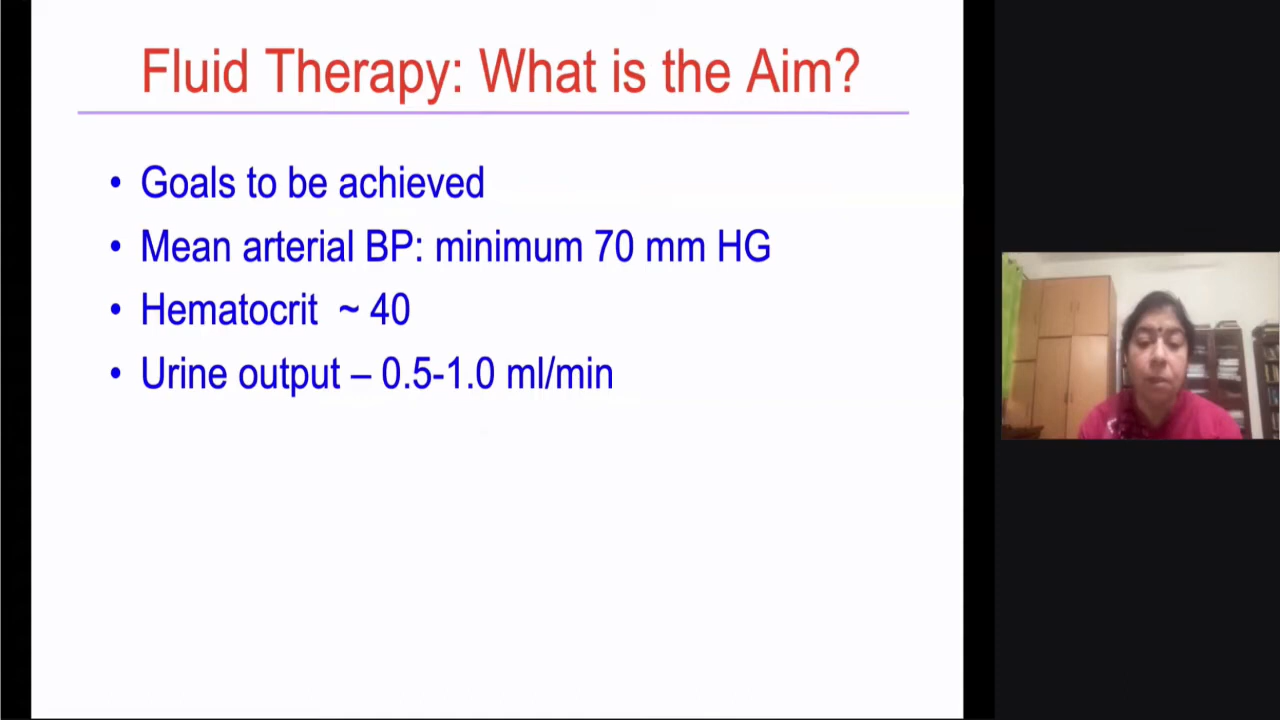 Fluid Therapy: What is the Aim?
• Goals to be achieved
• Mean arterial BP: minimum 70 mm HG
• Hematocrit ~ 40
• Urine output – 0.5-1.0 ml/min